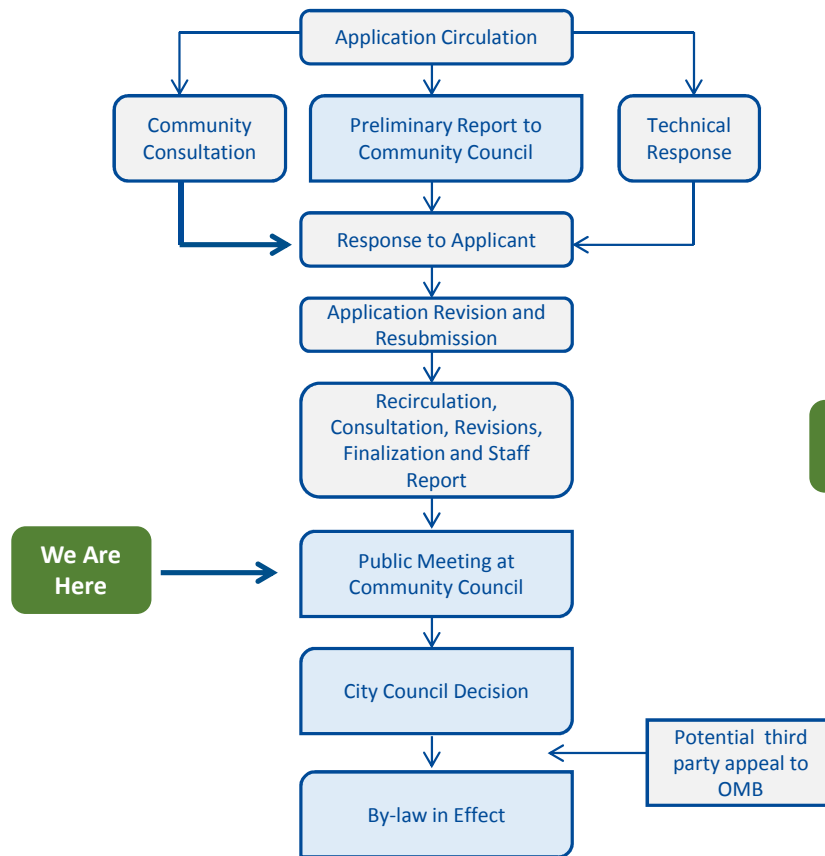 Application Circulation
Community
Consultation
Preliminary Report to
Community Council
Technical
Response
Response to Applicant
Application Revision and
Resubmission
Recirculation,
Consultation, Revisions,
Finalization and Staff
Report
We Are
Here
Public Meeting at
Community Council
City Council Decision
Potential third
party appeal to
OMB
By-law in Effect